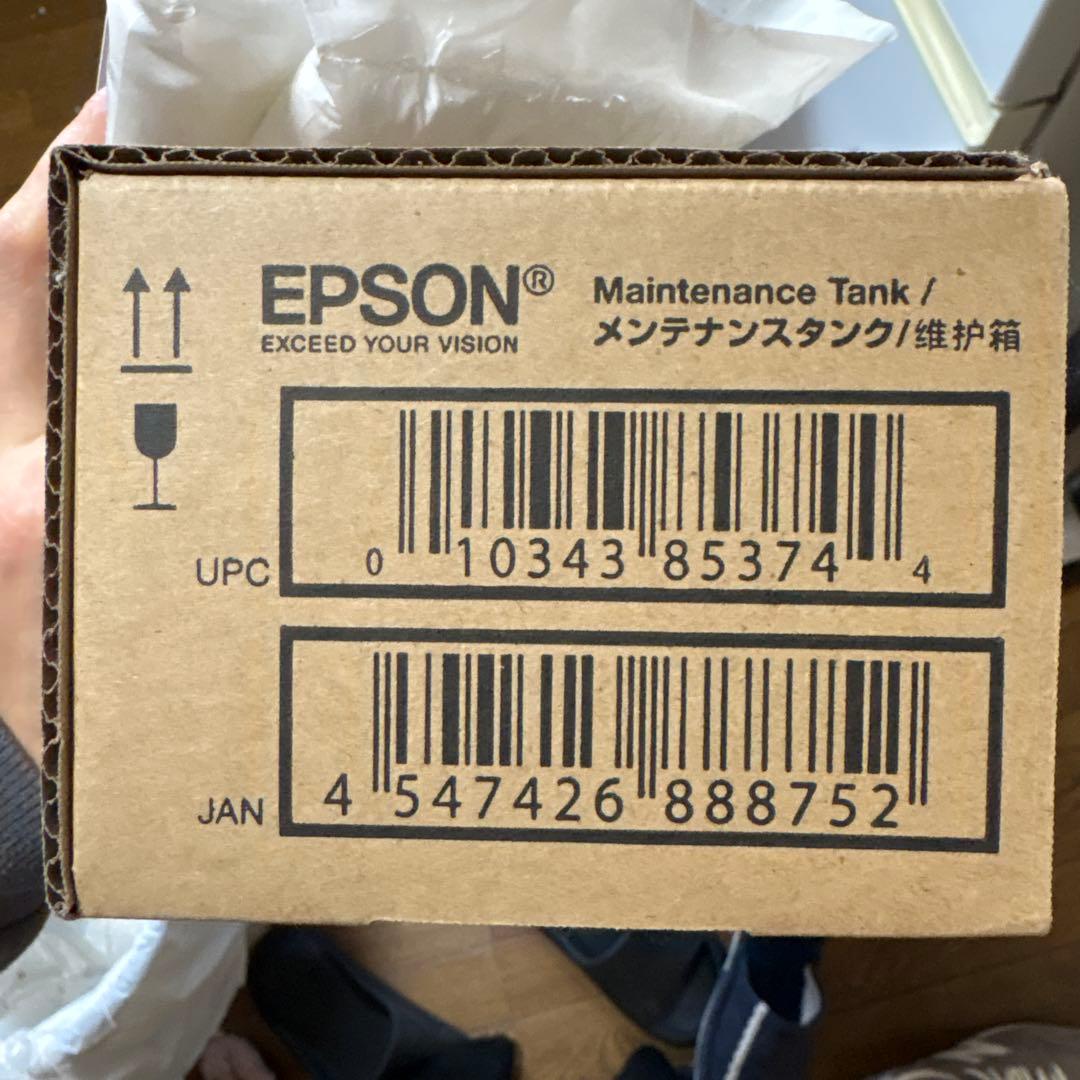 EPSON®
EXCEED YOUR VISION
Maintenance Tank /
メンテナンスタンク/维护箱
UPC
0 10343 85374 4
JAN
4 547426 888752